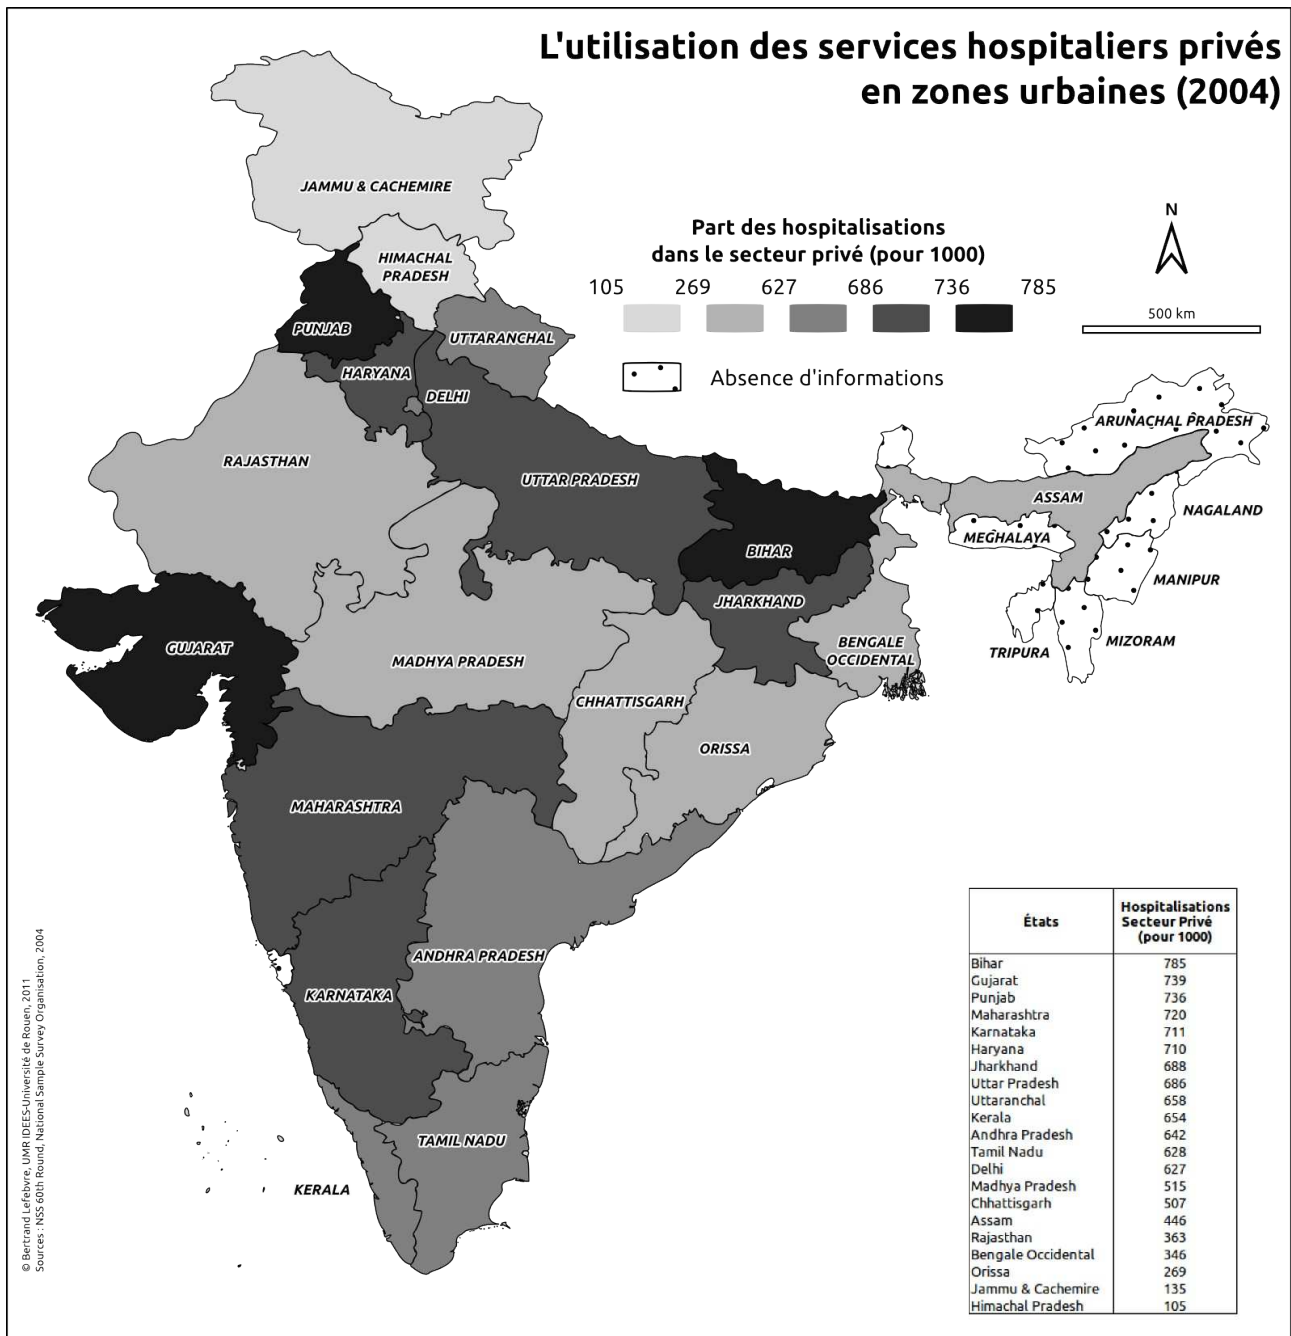 L'utilisation des services hospitaliers privés
en zones urbaines (2004)
JAMMU & CACHEMIRE
Part des hospitalisations
dans le secteur privé (pour 1000)
105 269 627 686 736 785
Absence d'informations
N
500 km
HIMACHAL
PRADESH
PUNJAB
UTTARANCHAL
HARYANA
DELHI
RAJASTHAN
UTTAR PRADESH
ARUNACHAL PRADESH
ASSAM
NAGALAND
MEGHALAYA
MANIPUR
BIHAR
JHARKHAND
GUJARAT
MADHYA PRADESH
BENGALE
OCCIDENTAL
TRIPURA
MIZORAM
CHHATTISGARH
ORISSA
MAHARASHTRA
ANDHRA PRADESH
KARNATAKA
TAMIL NADU
KERALA
États
Hospitalisations
Secteur Privé
(pour 1000)
Bihar 785
Gujarat 739
Punjab 736
Maharashtra 720
Karnataka 711
Haryana 710
Jharkhand 688
Uttar Pradesh 686
Uttaranchal 658
Kerala 654
Andhra Pradesh 642
Tamil Nadu 628
Delhi 627
Madhya Pradesh 515
Chhattisgarh 507
Assam 446
Rajasthan 363
Bengale Occidental 346
Orissa 269
Jammu & Cachemire 135
Himachal Pradesh 105
© Bertrand Lefebvre, UMR IDEES-Université de Rouen, 2011
Sources : NSS 60th Round, National Sample Survey Organisation, 2004